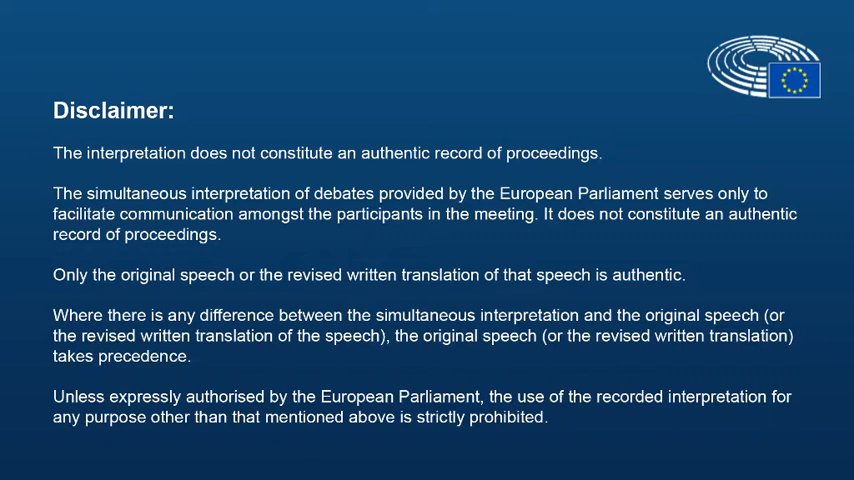 Disclaimer:
The interpretation does not constitute an authentic record of proceedings.
The simultaneous interpretation of debates provided by the European Parliament serves only to
facilitate communication amongst the participants in the meeting. It does not constitute an authentic
record of proceedings.
Only the original speech or the revised written translation of that speech is authentic.
Where there is any difference between the simultaneous interpretation and the original speech (or
the revised written translation of the speech), the original speech (or the revised written translation)
takes precedence.
Unless expressly authorised by the European Parliament, the use of the recorded interpretation for
any purpose other than that mentioned above is strictly prohibited.